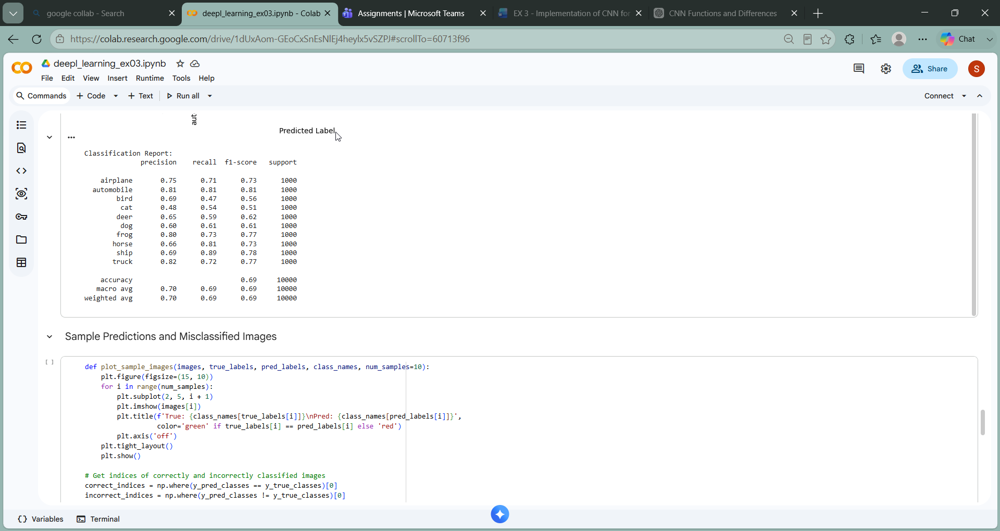 google collab - Search
deepl_learning_ex03.ipynb - Colab
Assignments | Microsoft Teams
EX 3 - Implementation of CNN for
CNN Functions and Differences
https://colab.research.google.com/drive/1dUxAom-GEoCxSnEsNlEj4heylx5vSZPJ#scrollTo=60713f96
Chat
CO
deepl_learning_ex03.ipynb
File Edit View Insert Runtime Tools Help
Share
S
Commands + Code + Text Run all
Connect
aut
Predicted Label
Classification Report:
precision recall f1-score support
airplane 0.75 0.71 0.73 1000
automobile 0.81 0.81 0.81 1000
bird 0.69 0.47 0.56 1000
cat 0.48 0.54 0.51 1000
deer 0.65 0.59 0.62 1000
dog 0.60 0.61 0.61 1000
frog 0.80 0.73 0.77 1000
horse 0.66 0.81 0.73 1000
ship 0.69 0.89 0.78 1000
truck 0.82 0.72 0.77 1000
accuracy 0.69 10000
macro avg 0.70 0.69 0.69 10000
weighted avg 0.70 0.69 0.69 10000
Sample Predictions and Misclassified Images
[ ]
def plot_sample_images(images, true_labels, pred_labels, class_names, num_samples=10):
plt.figure(figsize=(15, 10))
for i in range(num_samples):
plt.subplot(2, 5, i + 1)
plt.imshow(images[i])
plt.title(f'True: {class_names[true_labels[i]]}\nPred: {class_names[pred_labels[i]]}',
color='green' if true_labels[i] == pred_labels[i] else 'red')
plt.axis('off')
plt.tight_layout()
plt.show()
# Get indices of correctly and incorrectly classified images
correct_indices = np.where(y_pred_classes == y_true_classes)[0]
incorrect_indices = np.where(y_pred_classes != y_true_classes)[0]
Variables
Terminal